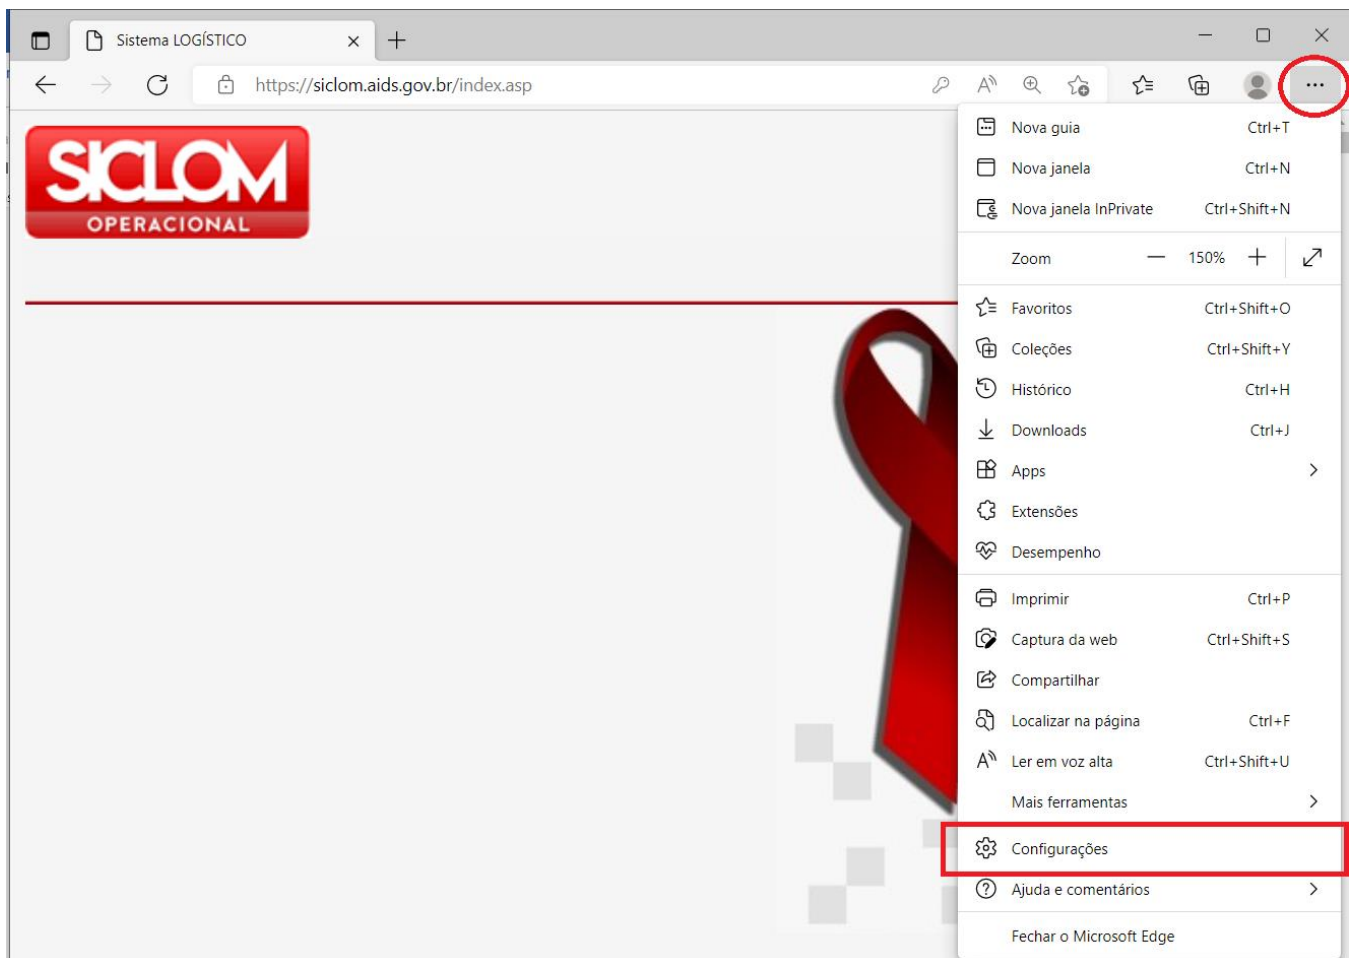 Sistema LOGÍSTICO
https://siclom.aids.gov.br/index.asp
SICLOM
OPERACIONAL
Nova guia Ctrl+T
Nova janela Ctrl+N
Nova janela InPrivate Ctrl+Shift+N
Zoom — 150% +
Favoritos Ctrl+Shift+O
Coleções Ctrl+Shift+Y
Histórico Ctrl+H
Downloads Ctrl+J
Apps
Extensões
Desempenho
Imprimir Ctrl+P
Captura da web Ctrl+Shift+S
Compartilhar
Localizar na página Ctrl+F
Ler em voz alta Ctrl+Shift+U
Mais ferramentas
Configurações
Ajuda e comentários
Fechar o Microsoft Edge